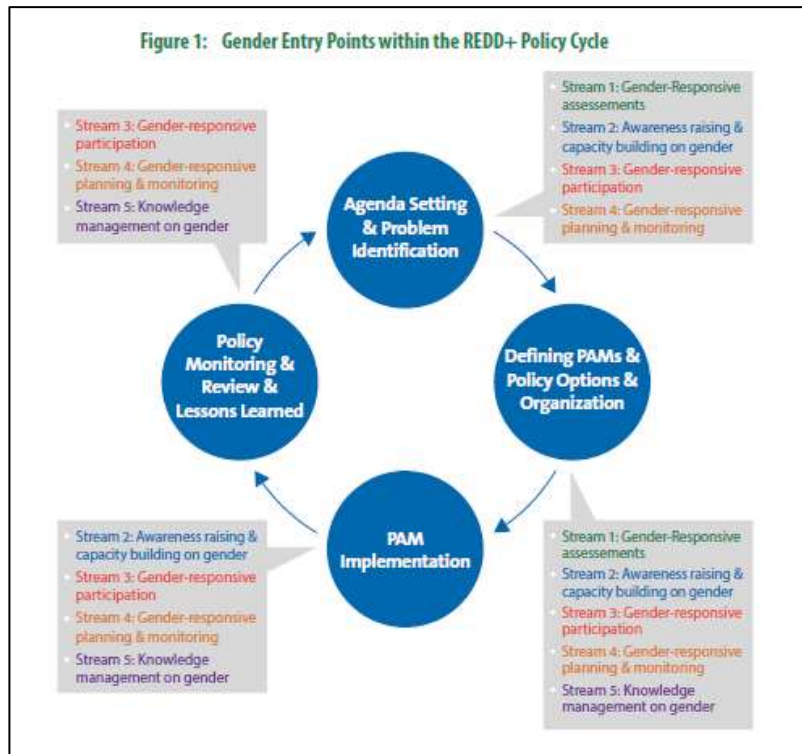 Figure 1: Gender Entry Points within the REDD+ Policy Cycle
Stream 3: Gender-responsive
participation
Stream 4: Gender-responsive
planning & monitoring
Stream 5: Knowledge
management on gender
Stream 1: Gender-Responsive
assessements
Stream 2: Awareness raising &
capacity building on gender
Stream 3: Gender-responsive
participation
Stream 4: Gender-responsive
planning & monitoring
Agenda Setting
& Problem
Identification
Policy
Monitoring &
Review &
Lessons Learned
Defining PAMs &
Policy Options &
Organization
PAM
Implementation
Stream 2: Awareness raising &
capacity building on gender
Stream 3: Gender-responsive
participation
Stream 4: Gender-responsive
planning & monitoring
Stream 5: Knowledge
management on gender
Stream 1: Gender-Responsive
assessments
Stream 2: Awareness raising &
capacity building on gender
Stream 3: Gender-responsive
participation
Stream 4: Gender-responsive
planning & monitoring
Stream 5: Knowledge
management on gender